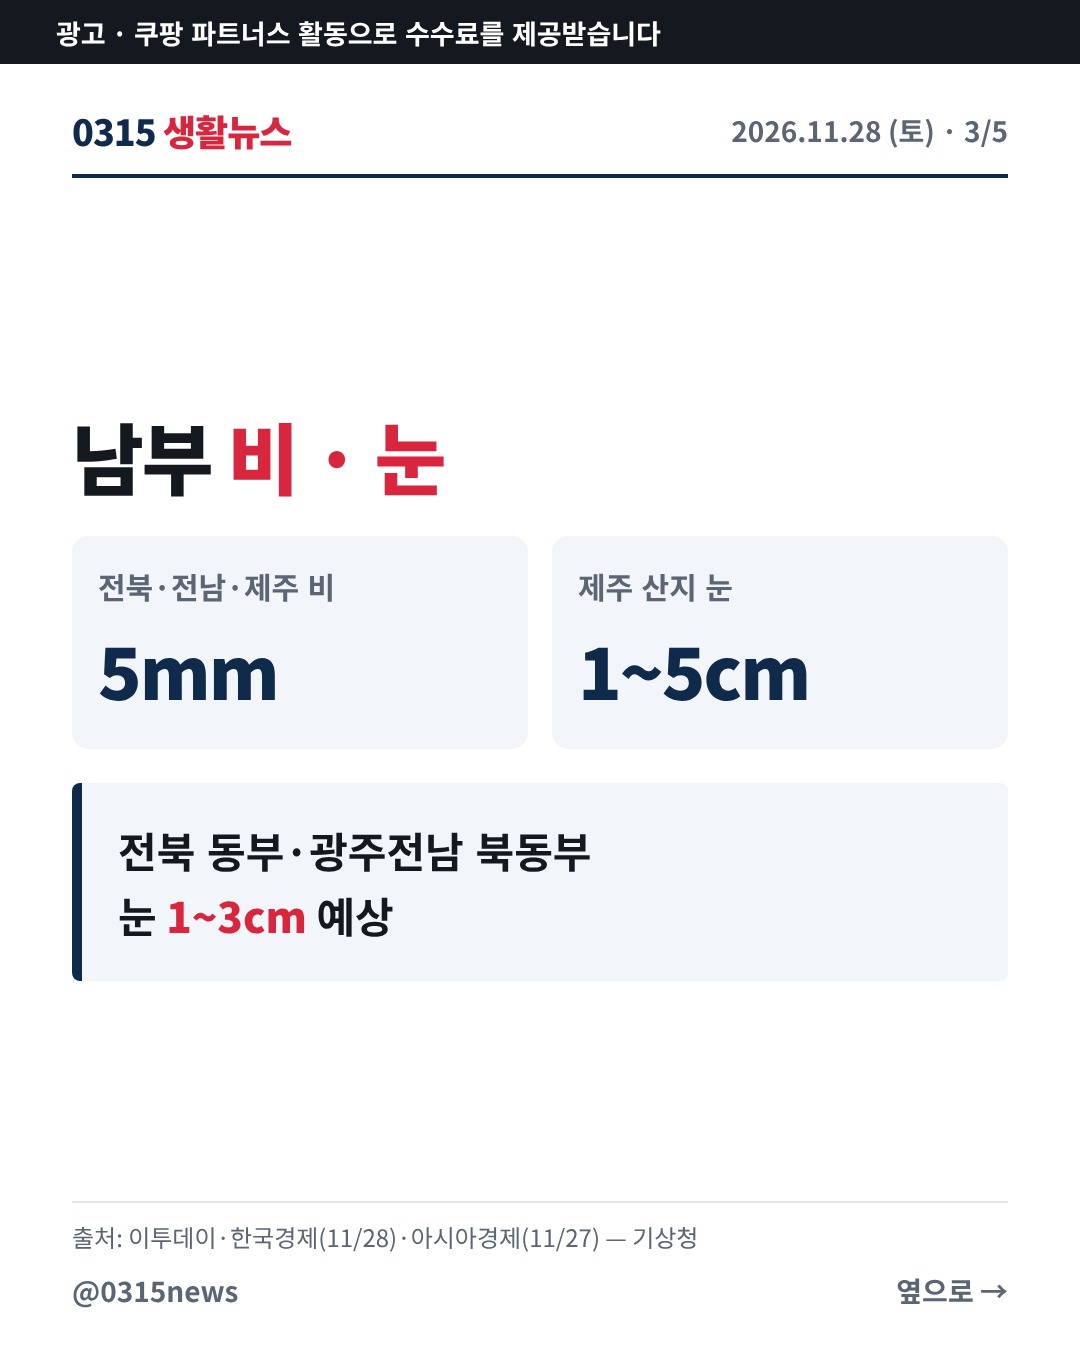 광고 · 쿠팡 파트너스 활동으로 수수료를 제공받습니다
0315 생활뉴스
2026.11.28 (토) · 3/5
남부 비 · 눈
전북·전남·제주 비
5mm
제주 산지 눈
1~5cm
전북 동부·광주전남 북동부
눈 1~3cm 예상
출처: 이투데이·한국경제(11/28)·아시아경제(11/27) — 기상청
@0315news
옆으로 →